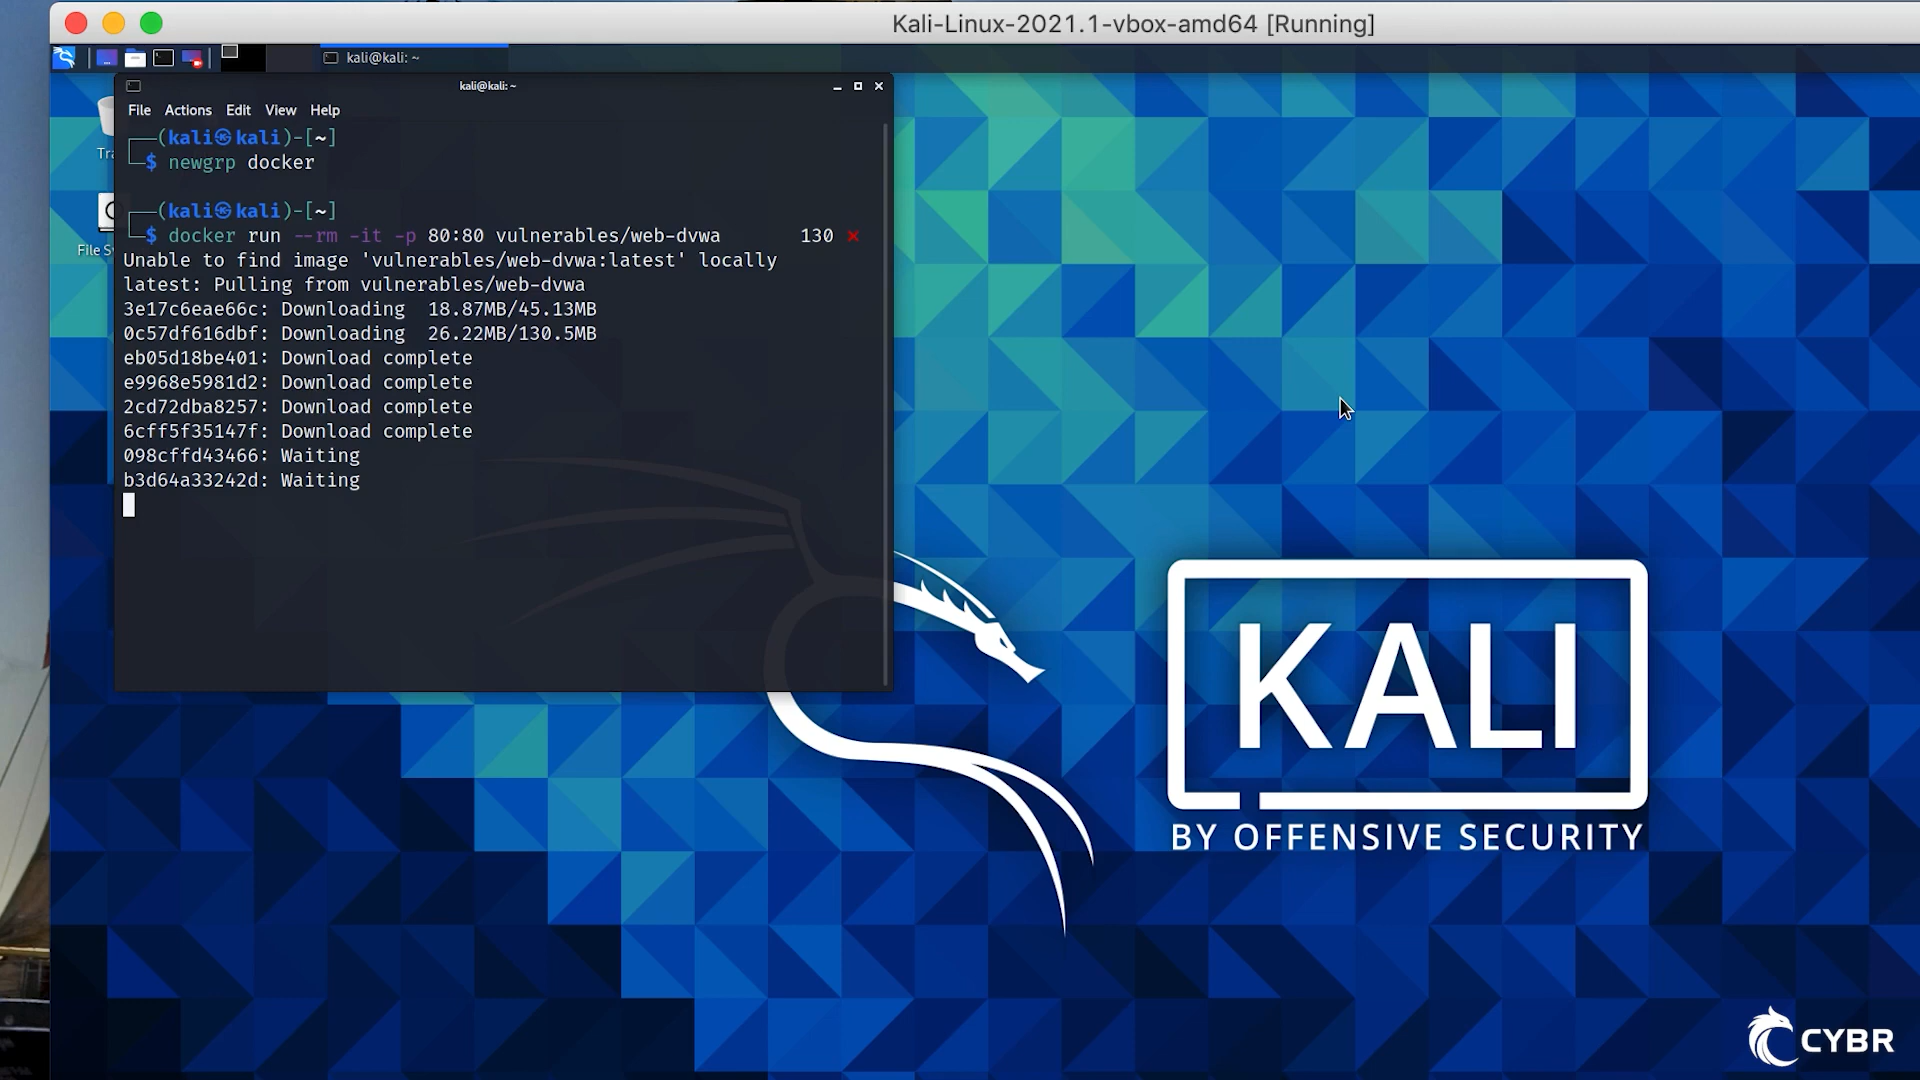 Kali-Linux-2021.1-vbox-amd64 [Running]
kali@kali: ~
kali@kali:~
File Actions Edit View Help
(kali㉿kali)-[~]
$ newgrp docker
(kali㉿kali)-[~]
$ docker run --rm -it -p 80:80 vulnerables/web-dvwa 130 ✘
Unable to find image 'vulnerables/web-dvwa:latest' locally
latest: Pulling from vulnerables/web-dvwa
3e17c6eae66c: Downloading 18.87MB/45.13MB
0c57df616dbf: Downloading 26.22MB/130.5MB
eb05d18be401: Download complete
e9968e5981d2: Download complete
2cd72dba8257: Download complete
6cff5f35147f: Download complete
098cffd43466: Waiting
b3d64a33242d: Waiting
KALI
BY OFFENSIVE SECURITY
CYBR